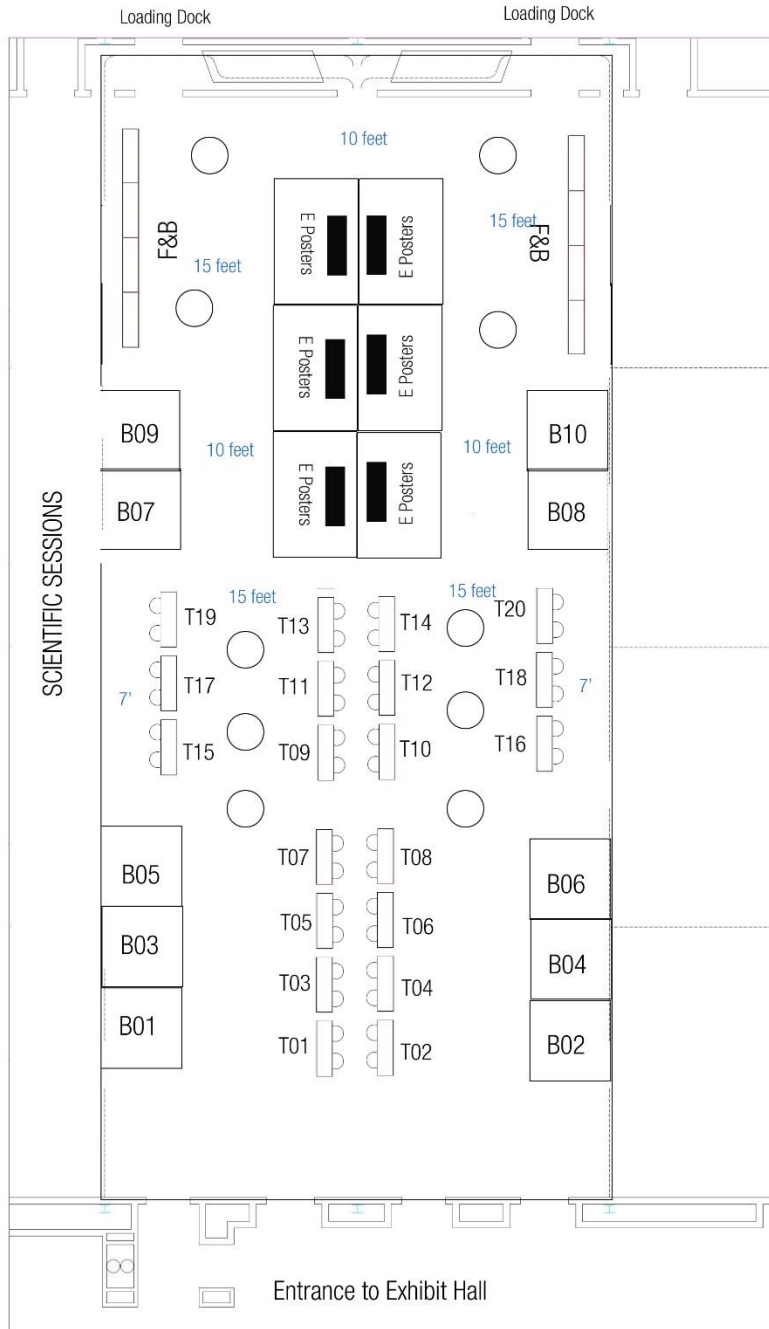 Loading Dock
Loading Dock
10 feet
E Posters
E Posters
15 feet
F&B
F&B
15 feet
E Posters
E Posters
B09
10 feet
10 feet
B10
E Posters
E Posters
B07
B08
SCIENTIFIC SESSIONS
15 feet
15 feet
T19
T13
T14
T20
T17
T11
T12
T18
7'
7'
T15
T09
T10
T16
B05
T07
T08
B06
T05
T06
B03
B04
T03
T04
B01
T01
T02
B02
Entrance to Exhibit Hall